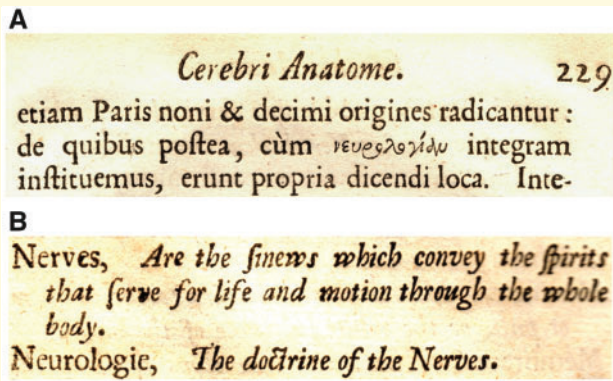 A
Cerebri Anatome. 229
etiam Paris noni & decimi origines radicantur :
de quibus poſtea, cùm νευρολογίαν integram
inſtituemus, erunt propria dicendi loca. Inte-
B
Nerves, Are the ſinews which convey the ſpirits
that ſerve for life and motion through the whole
body.
Neurologie, The doctrine of the Nerves.